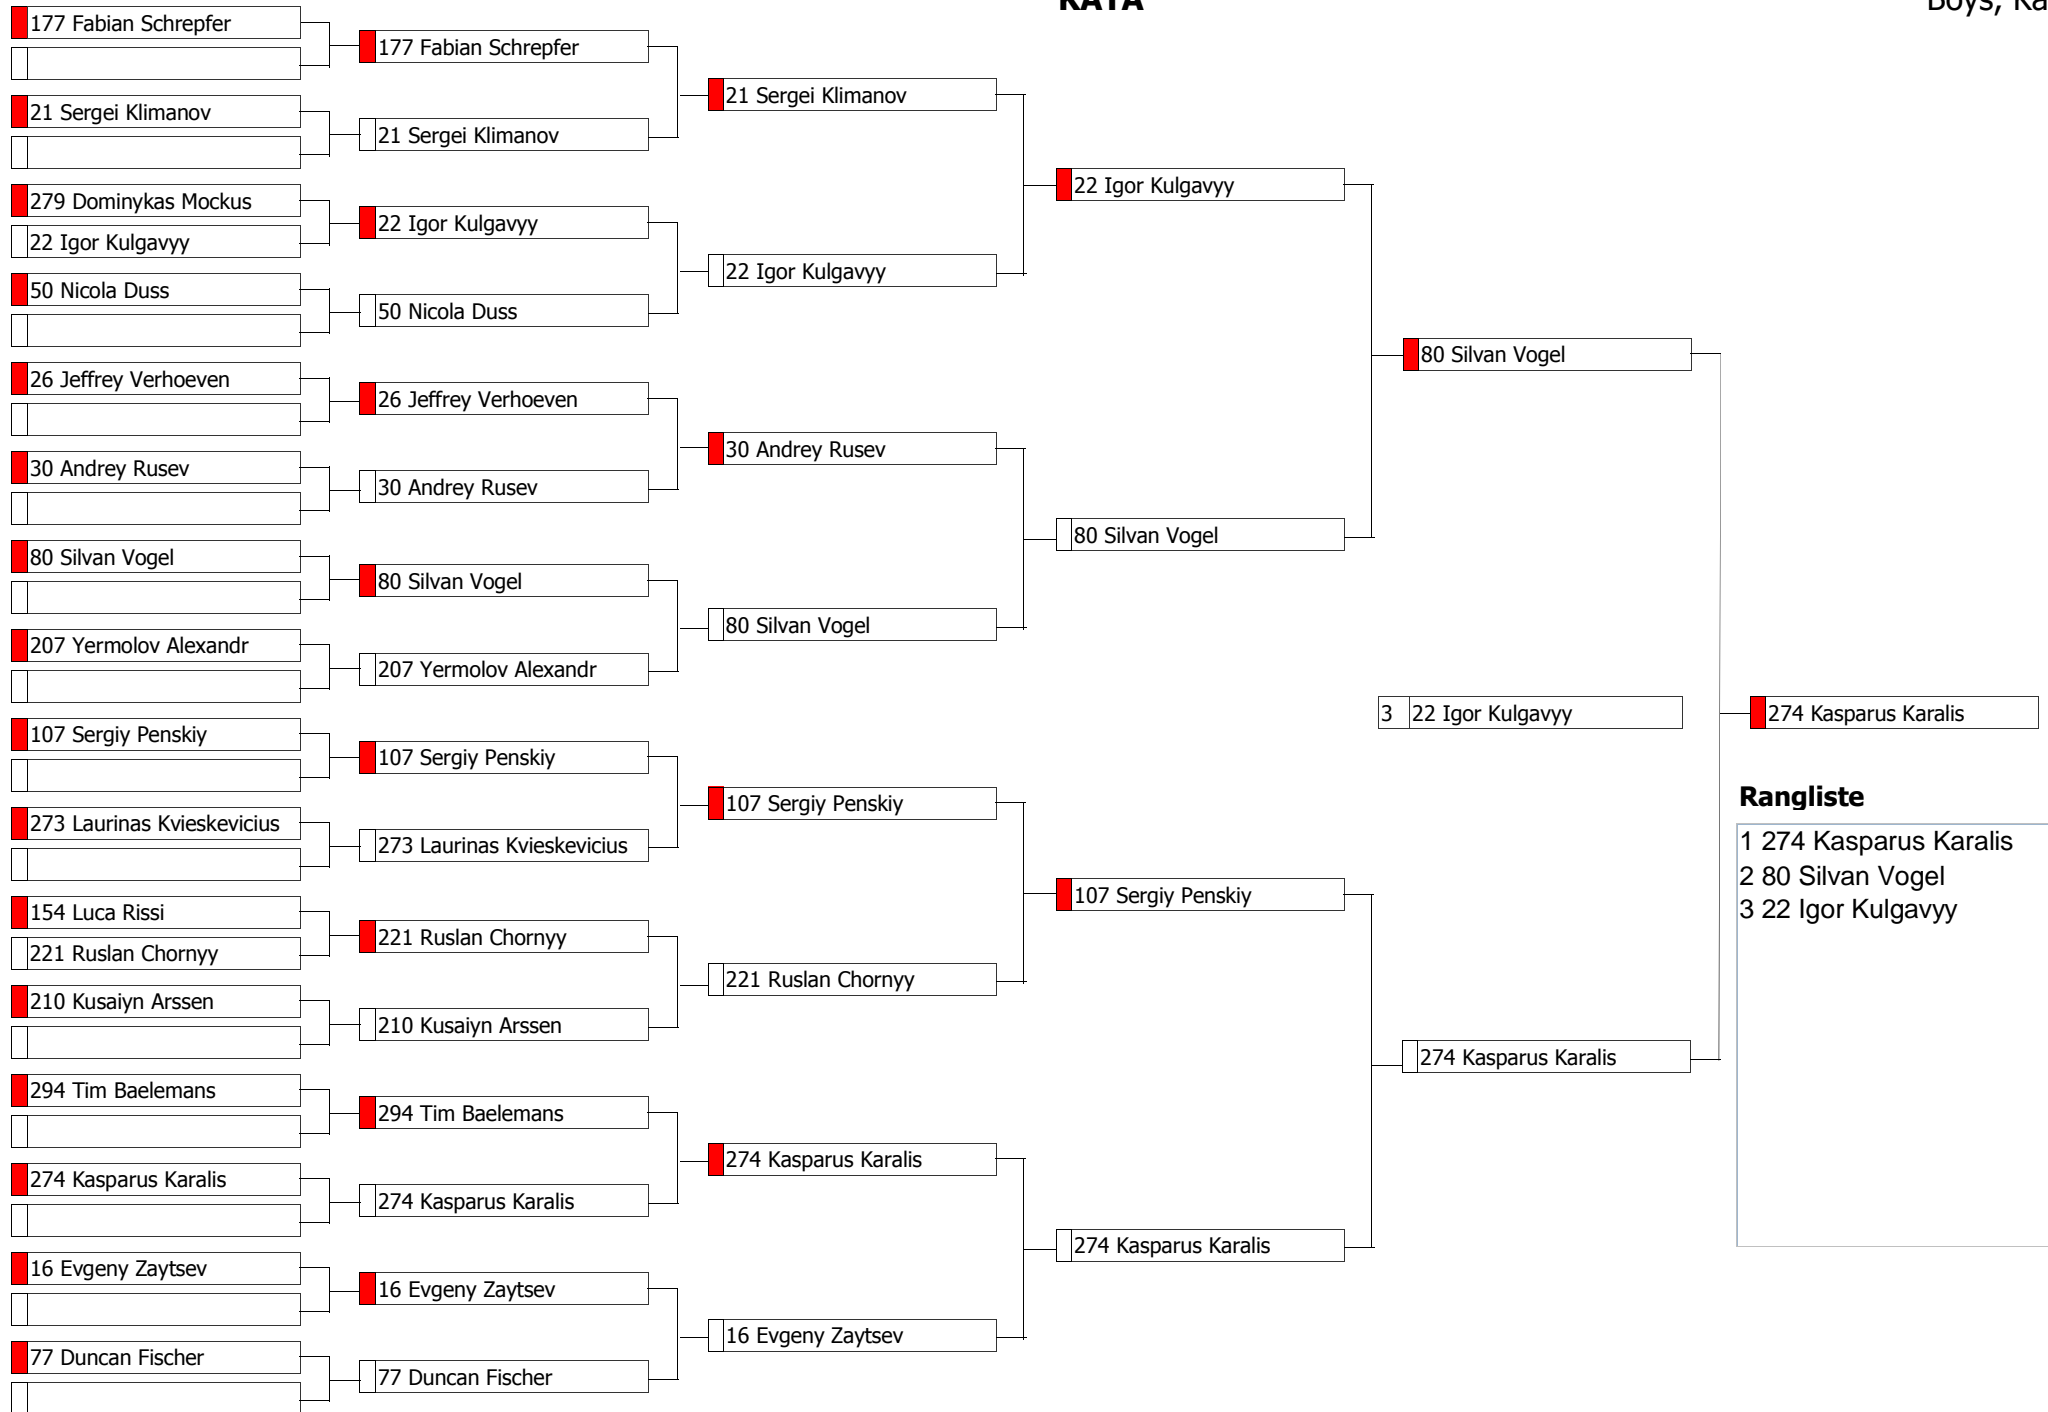 KATA
Boys, Ka
177 Fabian Schrepfer
21 Sergei Klimanov
279 Dominykas Mockus
22 Igor Kulgavyy
50 Nicola Duss
26 Jeffrey Verhoeven
30 Andrey Rusev
80 Silvan Vogel
207 Yermolov Alexandr
107 Sergiy Penskiy
273 Laurinas Kvieskevicius
154 Luca Rissi
221 Ruslan Chornyy
210 Kusaiyn Arssen
294 Tim Baelemans
274 Kasparus Karalis
16 Evgeny Zaytsev
77 Duncan Fischer
177 Fabian Schrepfer
21 Sergei Klimanov
22 Igor Kulgavyy
50 Nicola Duss
26 Jeffrey Verhoeven
30 Andrey Rusev
80 Silvan Vogel
207 Yermolov Alexandr
107 Sergiy Penskiy
273 Laurinas Kvieskevicius
221 Ruslan Chornyy
210 Kusaiyn Arssen
294 Tim Baelemans
274 Kasparus Karalis
16 Evgeny Zaytsev
77 Duncan Fischer
21 Sergei Klimanov
22 Igor Kulgavyy
30 Andrey Rusev
80 Silvan Vogel
107 Sergiy Penskiy
221 Ruslan Chornyy
274 Kasparus Karalis
16 Evgeny Zaytsev
22 Igor Kulgavyy
80 Silvan Vogel
107 Sergiy Penskiy
274 Kasparus Karalis
80 Silvan Vogel
3 22 Igor Kulgavyy
274 Kasparus Karalis
274 Kasparus Karalis
Rangliste
1 274 Kasparus Karalis
2 80 Silvan Vogel
3 22 Igor Kulgavyy